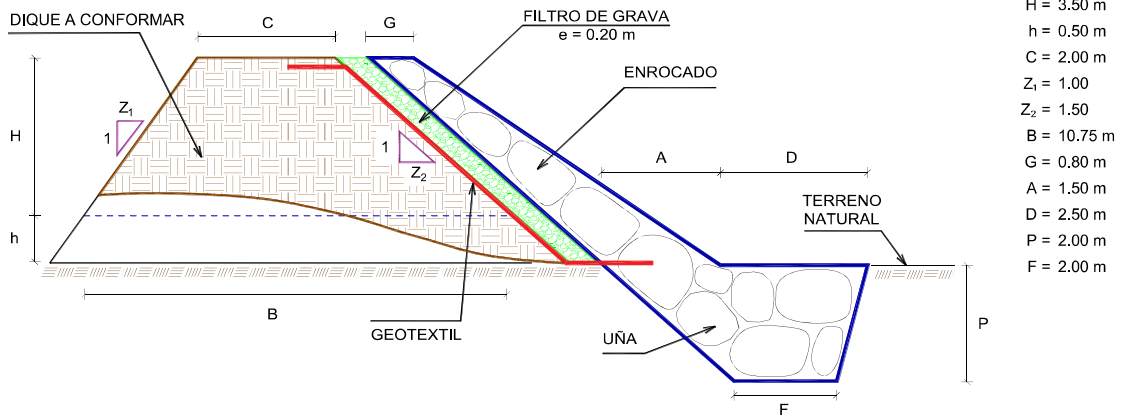 DIQUE A CONFORMAR
C
G
FILTRO DE GRAVA
e = 0.20 m
ENROCADO
H
h
Z₁
1
1
Z₂
A
D
TERRENO
NATURAL
B
GEOTEXTIL
UÑA
P
F
H = 3.50 m
h = 0.50 m
C = 2.00 m
Z₁ = 1.00
Z₂ = 1.50
B = 10.75 m
G = 0.80 m
A = 1.50 m
D = 2.50 m
P = 2.00 m
F = 2.00 m